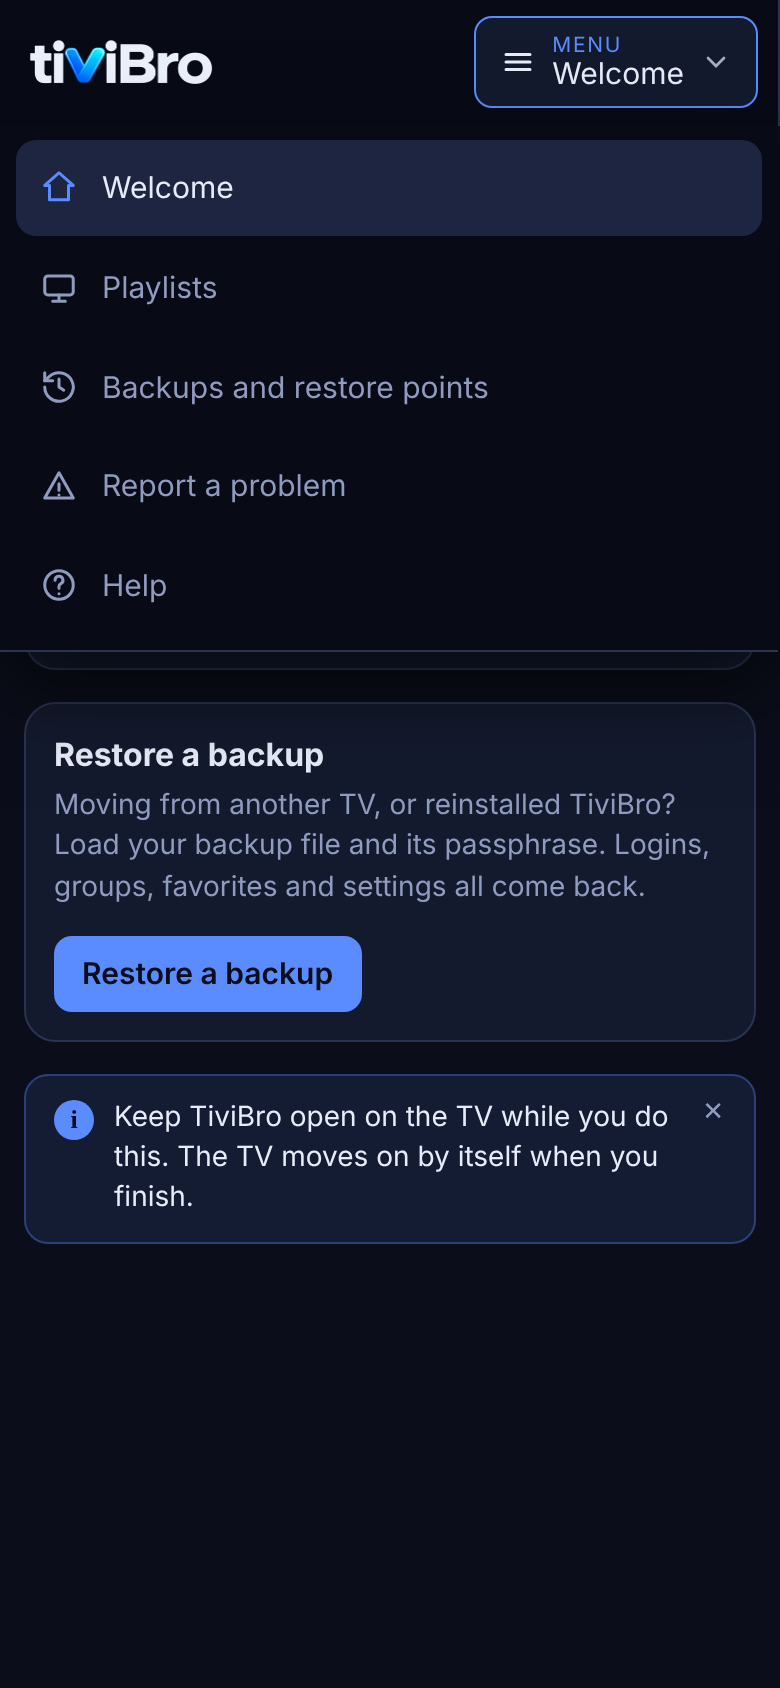 tiviBro
MENU
Welcome
Welcome
Playlists
Backups and restore points
Report a problem
Help
Restore a backup
Moving from another TV, or reinstalled TiviBro?
Load your backup file and its passphrase. Logins,
groups, favorites and settings all come back.
Restore a backup
Keep TiviBro open on the TV while you do
this. The TV moves on by itself when you
finish.